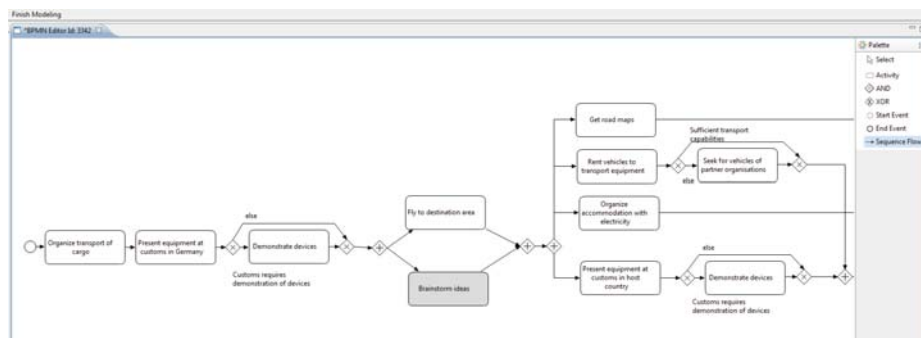 Finish Modeling
*BPMN Editor Id: 3342
Palette
Select
Activity
AND
XOR
Start Event
End Event
Sequence Flow
Get road maps
Sufficient transport
capabilities
Rent vehicles to
transport equipment
else
Seek for vehicles of
partner organisations
Fly to destination area
Organize
accommodation with
electricity
else
Organize transport of
cargo
Present equipment at
customs in Germany
Demonstrate devices
Customs requires
demonstration of devices
Brainstorm ideas
else
Present equipment at
customs in host
country
Demonstrate devices
Customs requires
demonstration of devices